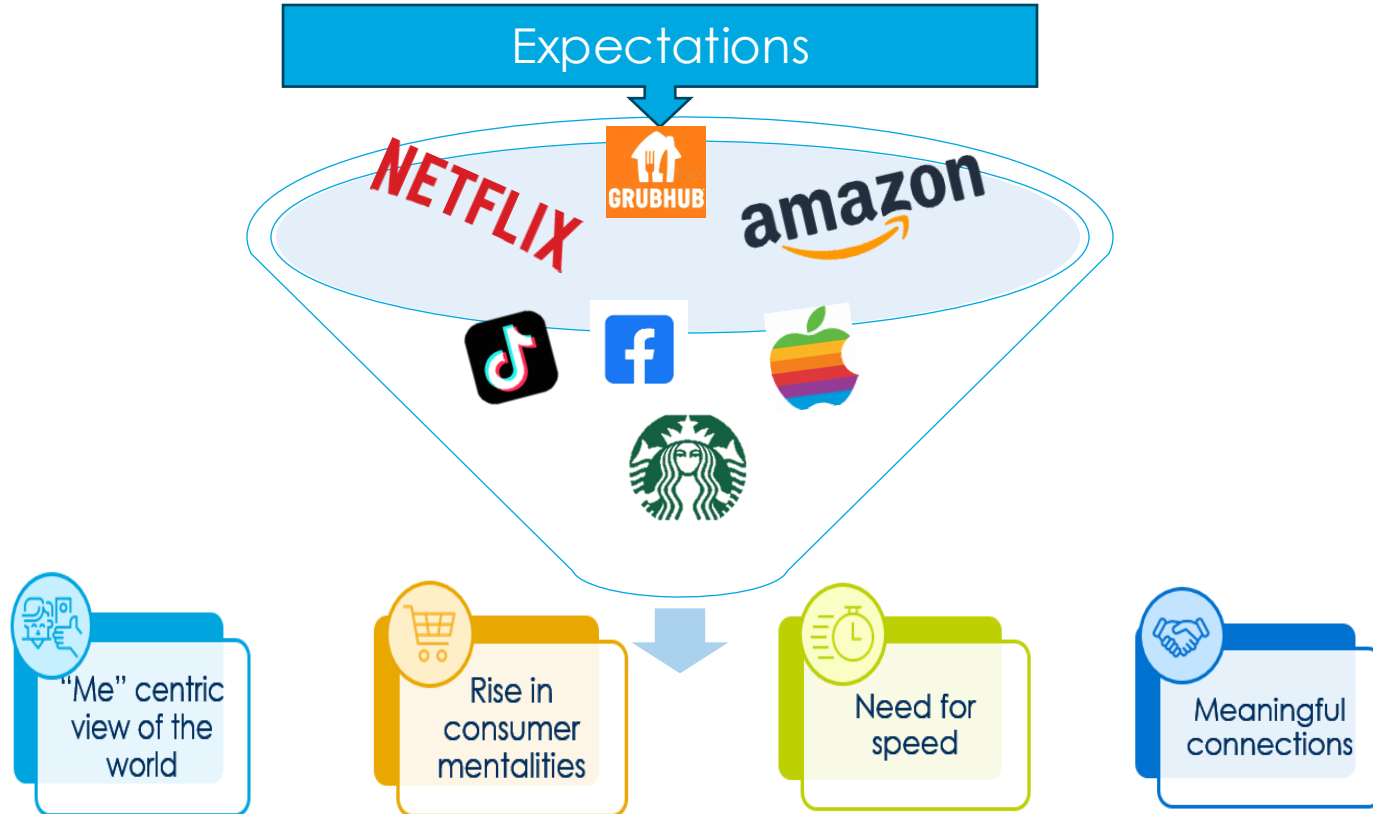 Expectations
NETFLIX
GRUBHUB
amazon
"Me" centric
view of the
world
Rise in
consumer
mentalities
Need for
speed
Meaningful
connections